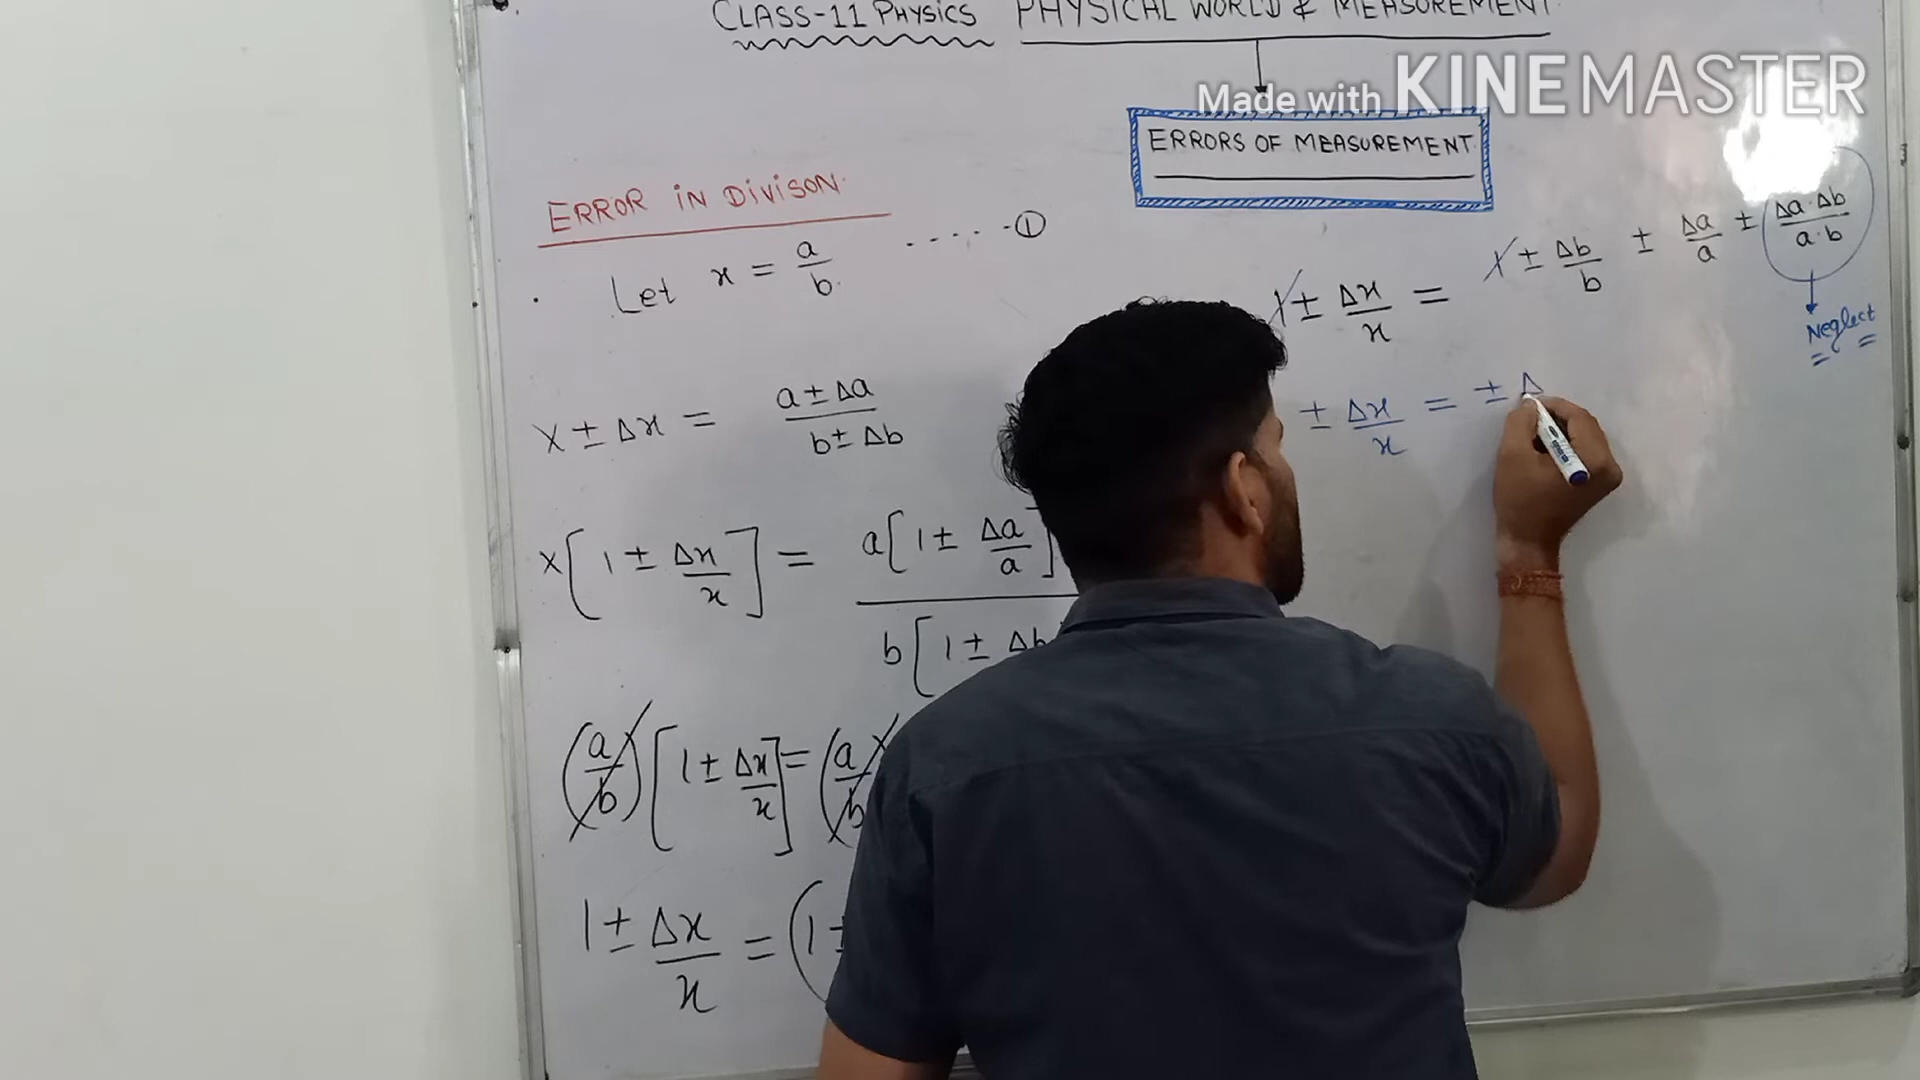 CLASS-11 PHYSICS PHYSICAL WORLD & MEASUREMENT
Made with KINEMASTER
ERRORS OF MEASUREMENT
ERROR iN DiViSON.
Let x = a/b ...... ①
x ± Δx = (a ± Δa)/(b ± Δb)
x[1 ± Δx/x] = a[1 ± Δa/a]
b[1 ± Δb
(a/b)[1 ± Δx/x] = (a/b
1 ± Δx/x = (1 ±
1 ± Δx/x = 1 ± Δb/b ± Δa/a ± Δa·Δb/a·b
Neglect
± Δx/x = ± Δ